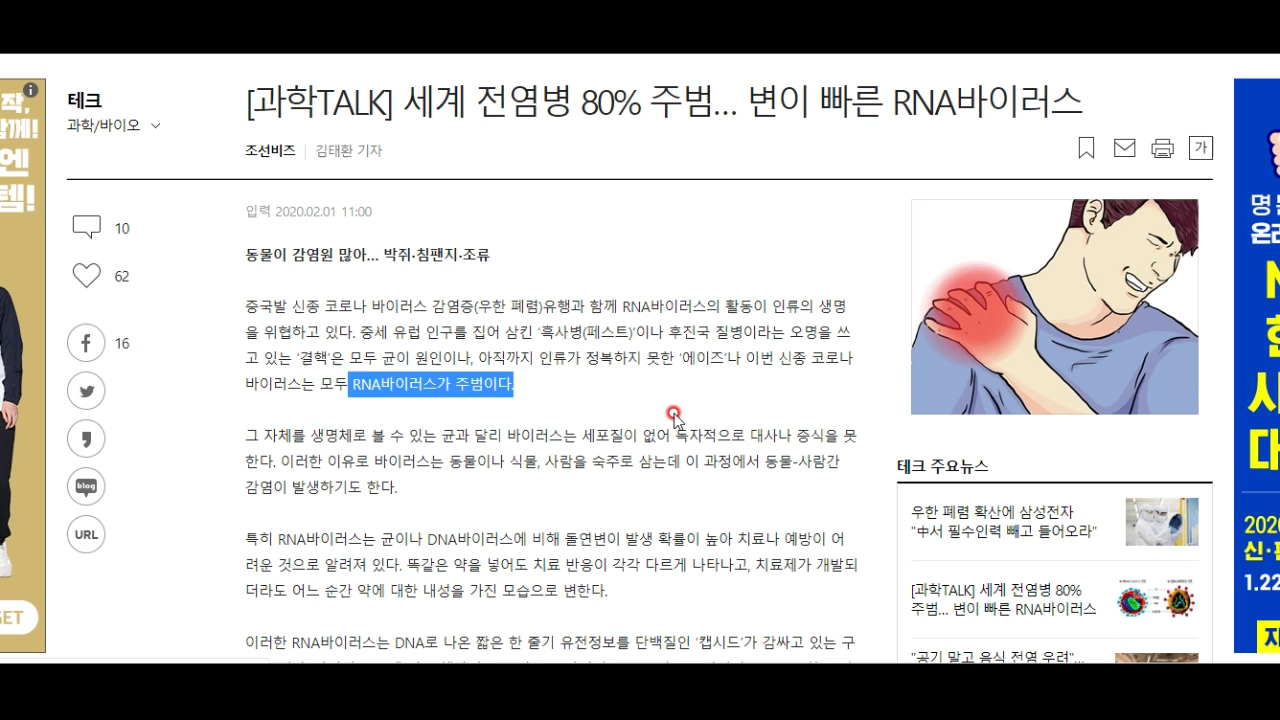 작,
함께!
엔
템!
GET
테크
과학/바이오
[과학TALK] 세계 전염병 80% 주범... 변이 빠른 RNA바이러스
조선비즈 김태환 기자
가
10
62
16
blog
URL
입력 2020.02.01 11:00
동물이 감염원 많아... 박쥐·침팬지·조류
중국발 신종 코로나 바이러스 감염증(우한 폐렴)유행과 함께 RNA바이러스의 활동이 인류의 생명
을 위협하고 있다. 중세 유럽 인구를 집어 삼킨 ‘흑사병(페스트)’이나 후진국 질병이라는 오명을 쓰
고 있는 ‘결핵’은 모두 균이 원인이나, 아직까지 인류가 정복하지 못한 ‘에이즈’나 이번 신종 코로나
바이러스는 모두 RNA바이러스가 주범이다.
그 자체를 생명체로 볼 수 있는 균과 달리 바이러스는 세포질이 없어 독자적으로 대사나 증식을 못
한다. 이러한 이유로 바이러스는 동물이나 식물, 사람을 숙주로 삼는데 이 과정에서 동물-사람간
감염이 발생하기도 한다.
특히 RNA바이러스는 균이나 DNA바이러스에 비해 돌연변이 발생 확률이 높아 치료나 예방이 어
려운 것으로 알려져 있다. 똑같은 약을 넣어도 치료 반응이 각각 다르게 나타나고, 치료제가 개발되
더라도 어느 순간 약에 대한 내성을 가진 모습으로 변한다.
이러한 RNA바이러스는 DNA로 나온 짧은 한 줄기 유전정보를 단백질인 ‘캡시드’가 감싸고 있는 구
테크 주요뉴스
우한 폐렴 확산에 삼성전자
"中서 필수인력 빼고 들어오라"
[과학TALK] 세계 전염병 80%
주범... 변이 빠른 RNA바이러스
"공기 말고 음식 전염 우려"...
명
온라
N
사
대
2020
신·편
1.22